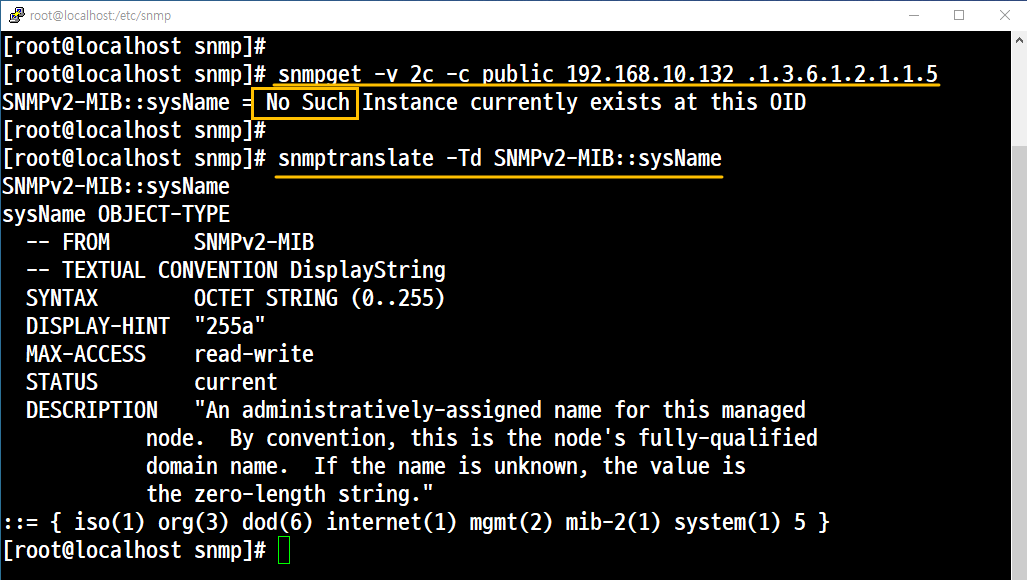 root@localhost:/etc/snmp
[root@localhost snmp]#
[root@localhost snmp]# snmpget -v 2c -c public 192.168.10.132 .1.3.6.1.2.1.1.5
SNMPv2-MIB::sysName = No Such Instance currently exists at this OID
[root@localhost snmp]#
[root@localhost snmp]# snmptranslate -Td SNMPv2-MIB::sysName
SNMPv2-MIB::sysName
sysName OBJECT-TYPE
  -- FROM       SNMPv2-MIB
  -- TEXTUAL CONVENTION DisplayString
  SYNTAX        OCTET STRING (0..255)
  DISPLAY-HINT  "255a"
  MAX-ACCESS    read-write
  STATUS        current
  DESCRIPTION   "An administratively-assigned name for this managed
            node.  By convention, this is the node's fully-qualified
            domain name.  If the name is unknown, the value is
            the zero-length string."
::= { iso(1) org(3) dod(6) internet(1) mgmt(2) mib-2(1) system(1) 5 }
[root@localhost snmp]#